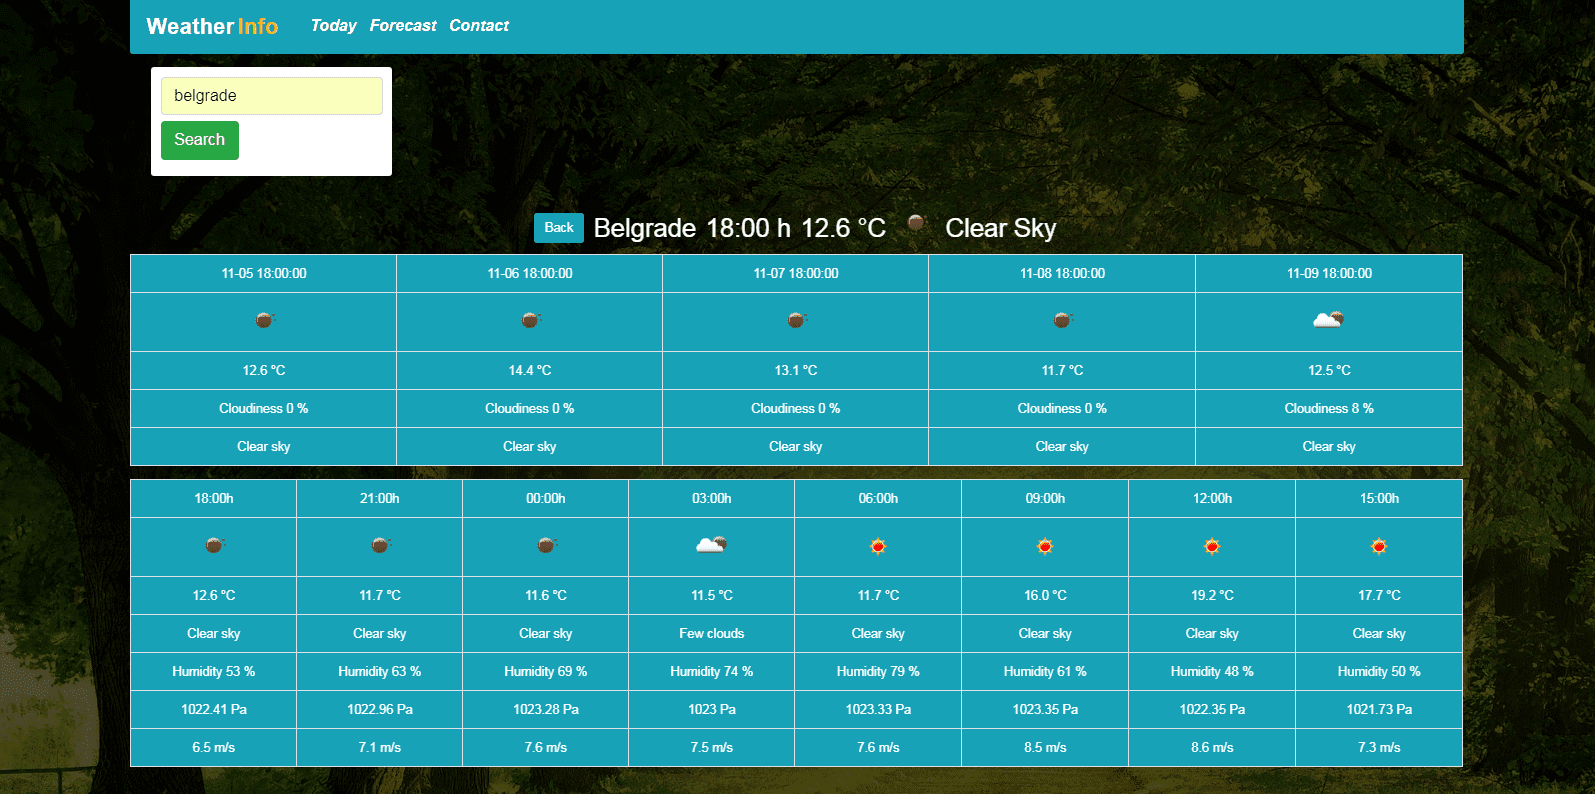 Weather Info Today Forecast Contact
belgrade
Search
Back Belgrade 18:00 h 12.6 °C Clear Sky
11-05 18:00:00 11-06 18:00:00 11-07 18:00:00 11-08 18:00:00 11-09 18:00:00
12.6 °C 14.4 °C 13.1 °C 11.7 °C 12.5 °C
Cloudiness 0 % Cloudiness 0 % Cloudiness 0 % Cloudiness 0 % Cloudiness 8 %
Clear sky Clear sky Clear sky Clear sky Clear sky
18:00h 21:00h 00:00h 03:00h 06:00h 09:00h 12:00h 15:00h
12.6 °C 11.7 °C 11.6 °C 11.5 °C 11.7 °C 16.0 °C 19.2 °C 17.7 °C
Clear sky Clear sky Clear sky Few clouds Clear sky Clear sky Clear sky Clear sky
Humidity 53 % Humidity 63 % Humidity 69 % Humidity 74 % Humidity 79 % Humidity 61 % Humidity 48 % Humidity 50 %
1022.41 Pa 1022.96 Pa 1023.28 Pa 1023 Pa 1023.33 Pa 1023.35 Pa 1022.35 Pa 1021.73 Pa
6.5 m/s 7.1 m/s 7.6 m/s 7.5 m/s 7.6 m/s 8.5 m/s 8.6 m/s 7.3 m/s